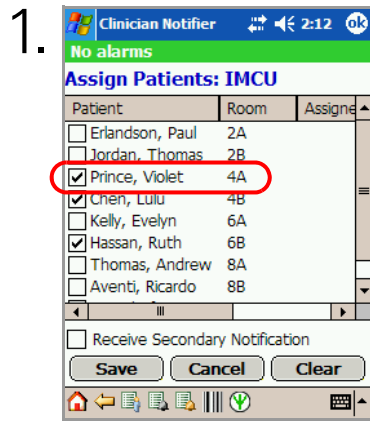 1.
Clinician Notifier 2:12 ok
No alarms
Assign Patients: IMCU
Patient Room Assigne
Erlandson, Paul 2A
Jordan, Thomas 2B
Prince, Violet 4A
Chen, Lulu 4B
Kelly, Evelyn 6A
Hassan, Ruth 6B
Thomas, Andrew 8A
Aventi, Ricardo 8B
Receive Secondary Notification
Save Cancel Clear